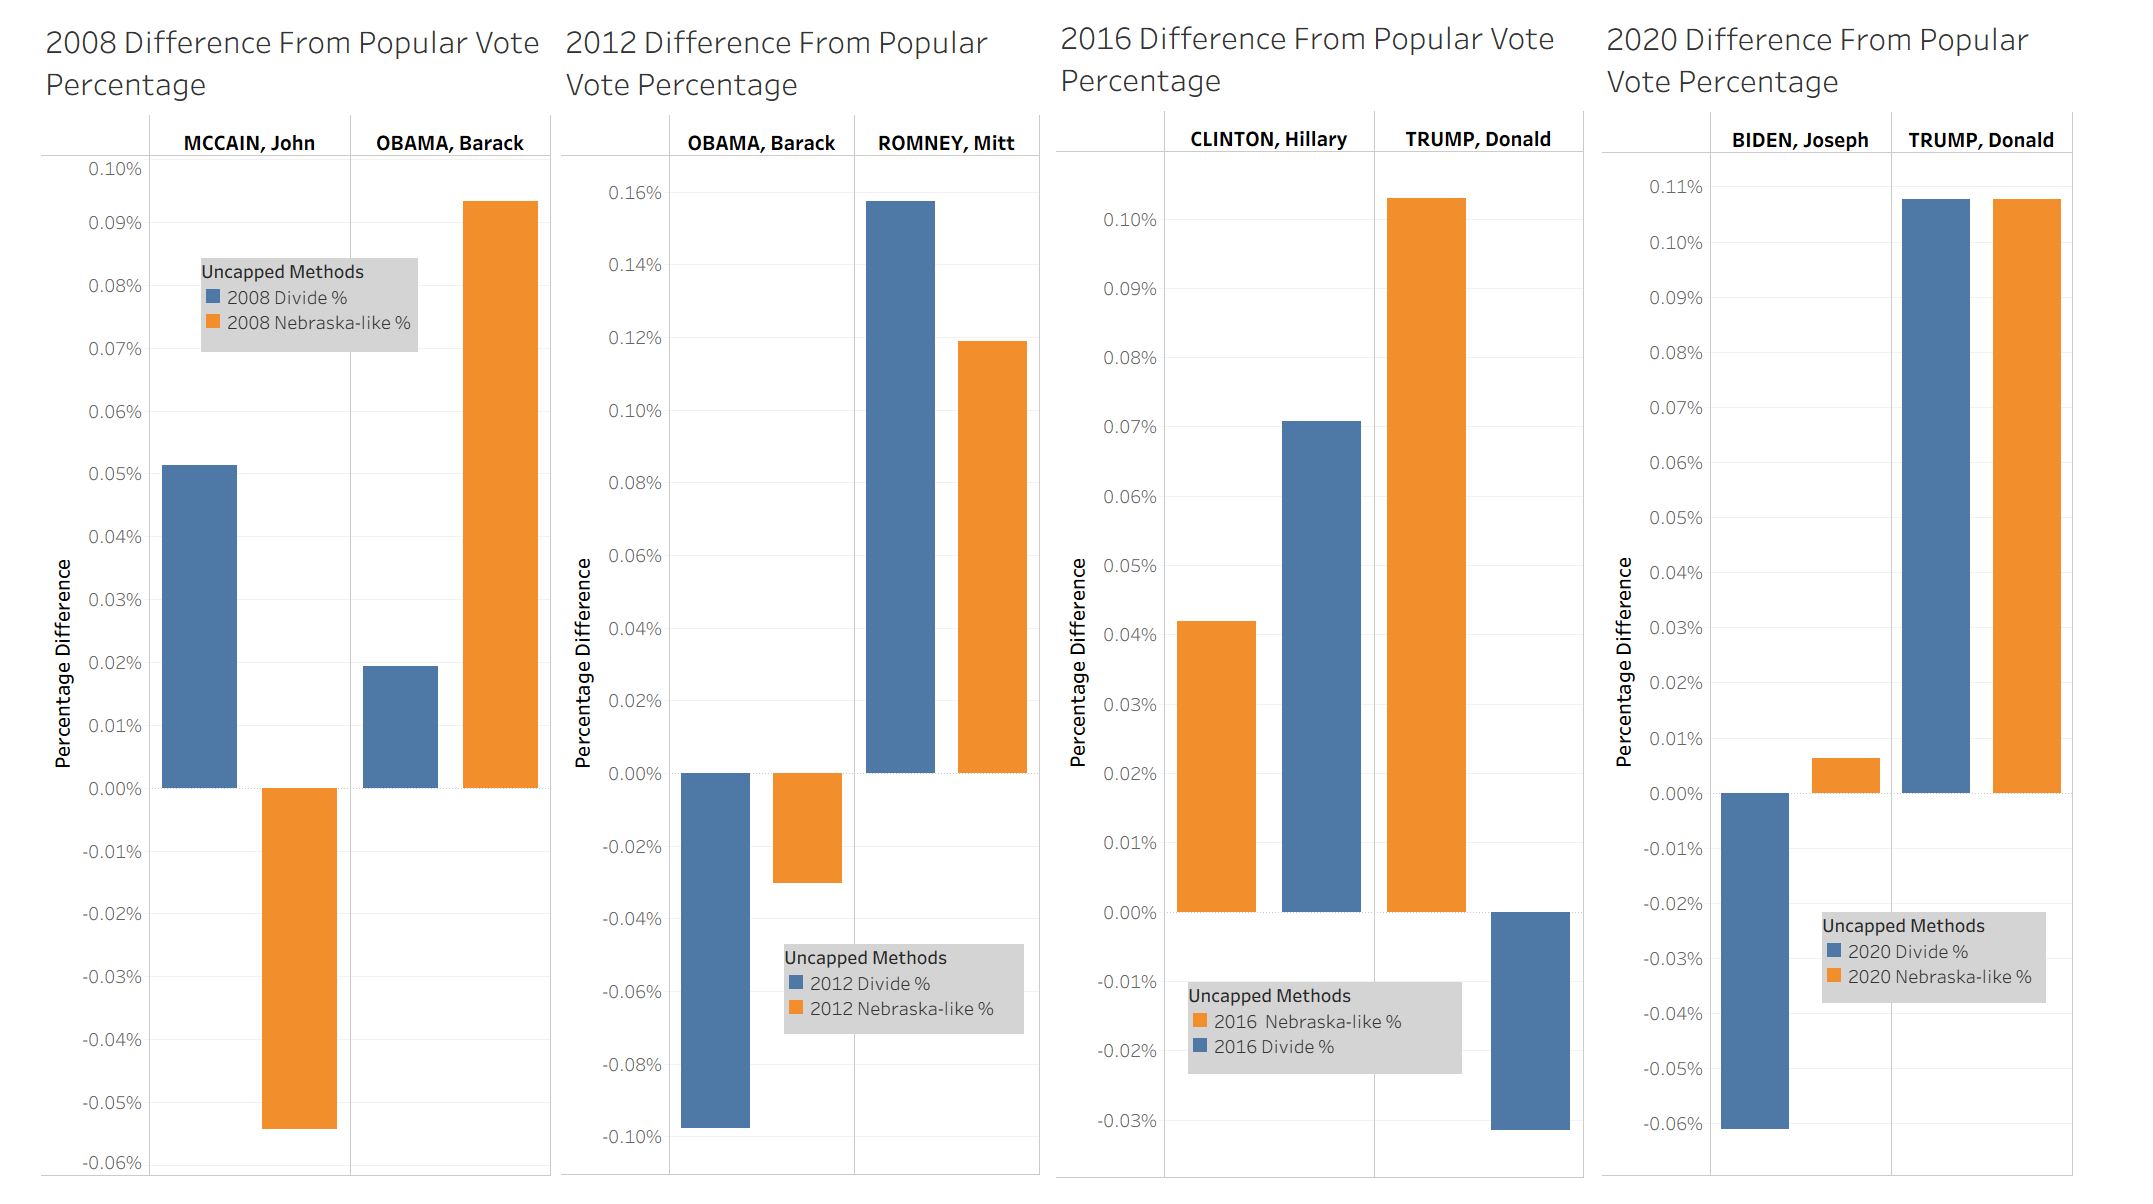 2008 Difference From Popular Vote
Percentage
MCCAIN, John
OBAMA, Barack
0.10%
0.09%
0.08%
0.07%
0.06%
0.05%
0.04%
0.03%
0.02%
0.01%
0.00%
-0.01%
-0.02%
-0.03%
-0.04%
-0.05%
-0.06%
Percentage Difference
Uncapped Methods
2008 Divide %
2008 Nebraska-like %
2012 Difference From Popular
Vote Percentage
OBAMA, Barack
ROMNEY, Mitt
0.16%
0.14%
0.12%
0.10%
0.08%
0.06%
0.04%
0.02%
0.00%
-0.02%
-0.04%
-0.06%
-0.08%
-0.10%
Percentage Difference
Uncapped Methods
2012 Divide %
2012 Nebraska-like %
2016 Difference From Popular Vote
Percentage
CLINTON, Hillary
TRUMP, Donald
0.10%
0.09%
0.08%
0.07%
0.06%
0.05%
0.04%
0.03%
0.02%
0.01%
0.00%
-0.01%
-0.02%
-0.03%
Percentage Difference
Uncapped Methods
2016 Nebraska-like %
2016 Divide %
2020 Difference From Popular
Vote Percentage
BIDEN, Joseph
TRUMP, Donald
0.11%
0.10%
0.09%
0.08%
0.07%
0.06%
0.05%
0.04%
0.03%
0.02%
0.01%
0.00%
-0.01%
-0.02%
-0.03%
-0.04%
-0.05%
-0.06%
Percentage Difference
Uncapped Methods
2020 Divide %
2020 Nebraska-like %